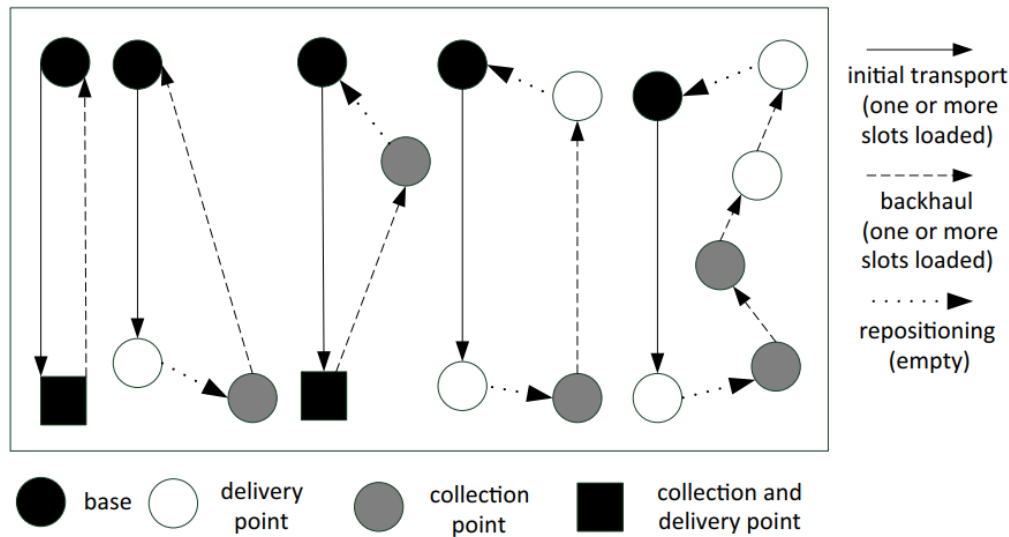 initial transport
(one or more
slots loaded)
backhaul
(one or more
slots loaded)
repositioning
(empty)
base
delivery
point
collection
point
collection and
delivery point